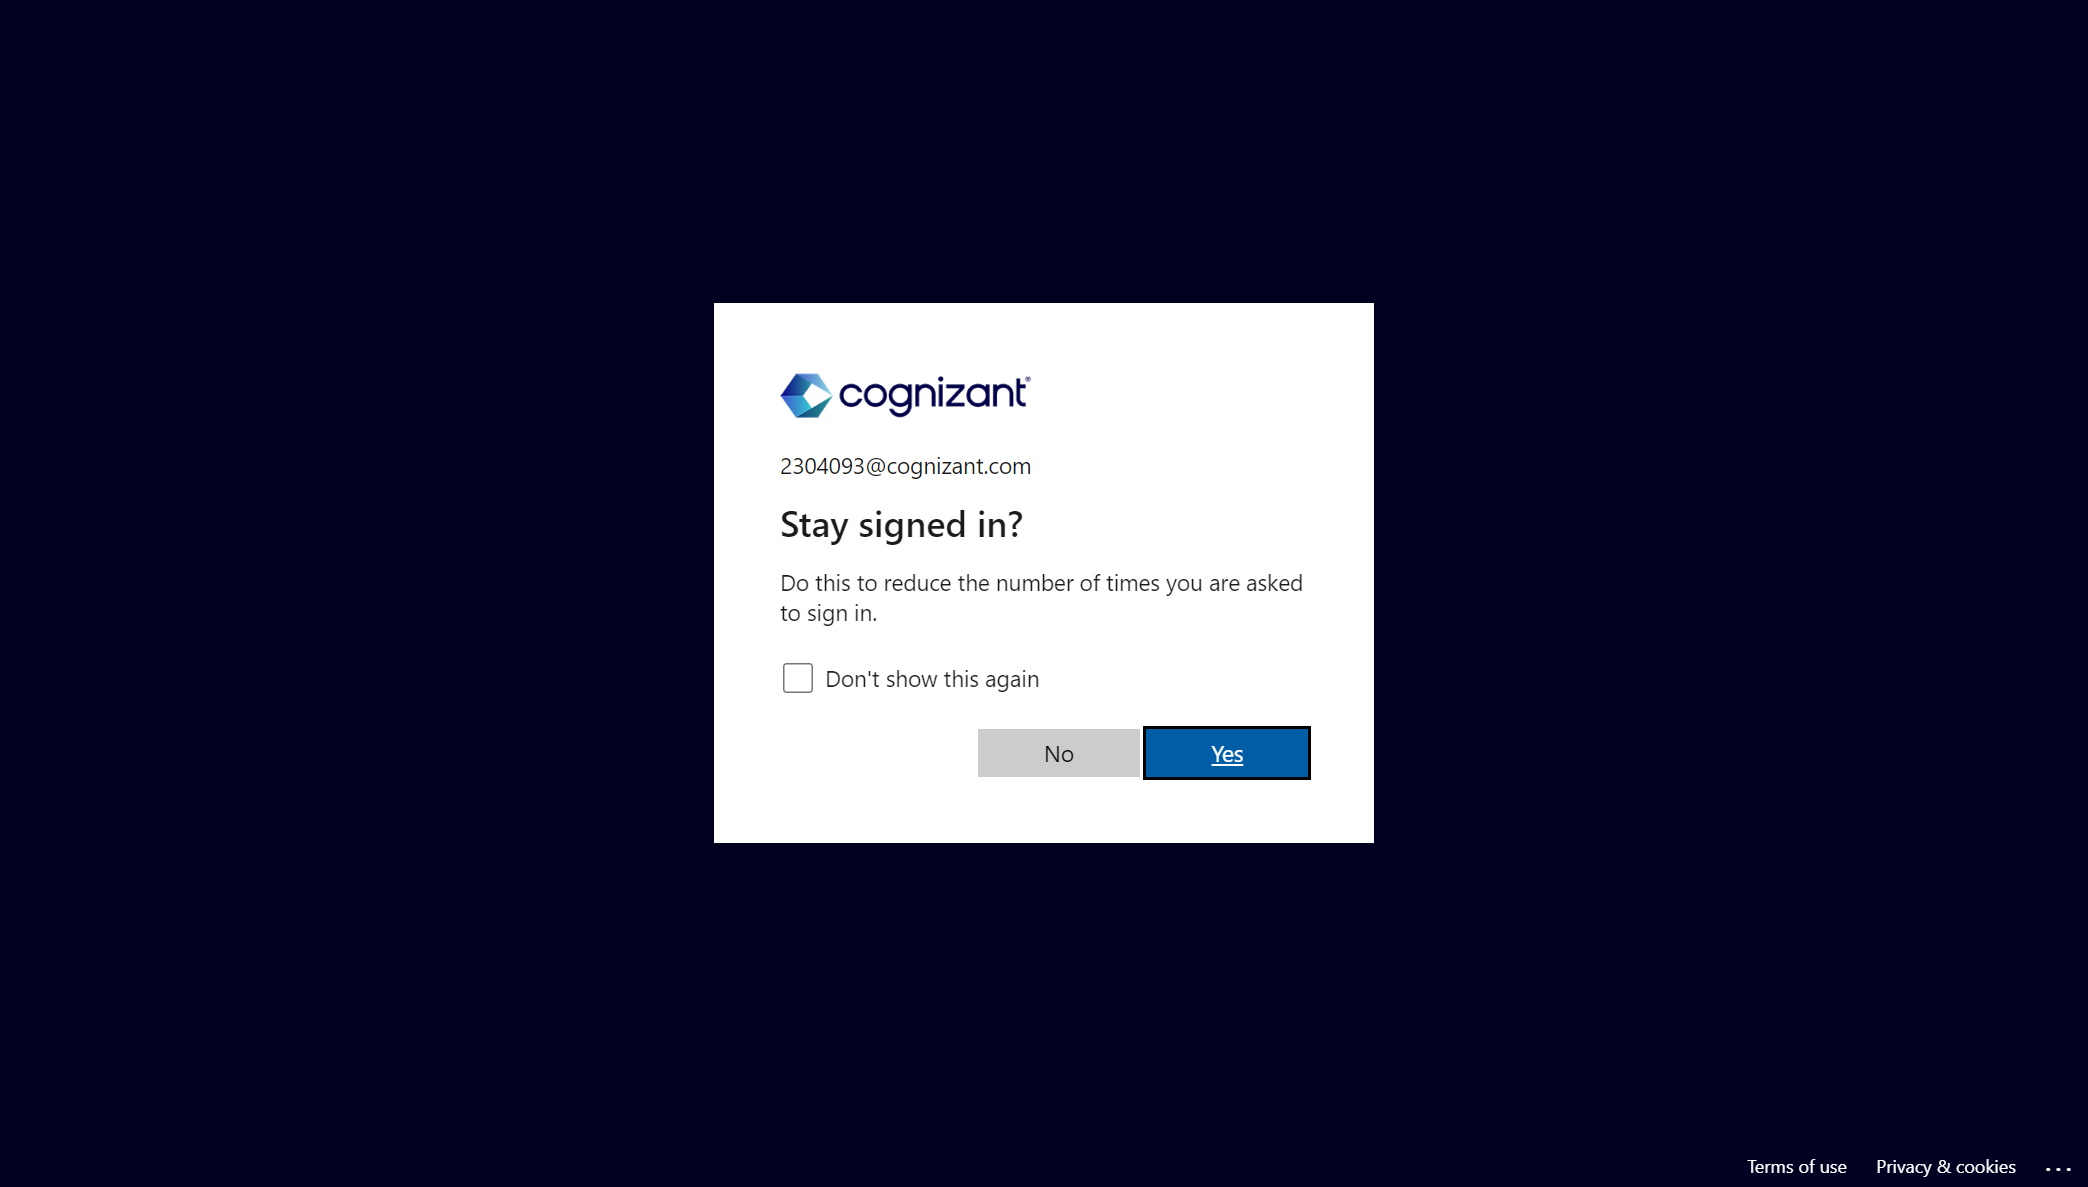 cognizant®
2304093@cognizant.com
Stay signed in?
Do this to reduce the number of times you are asked
to sign in.
Don't show this again
No
Yes
Terms of use
Privacy & cookies
...